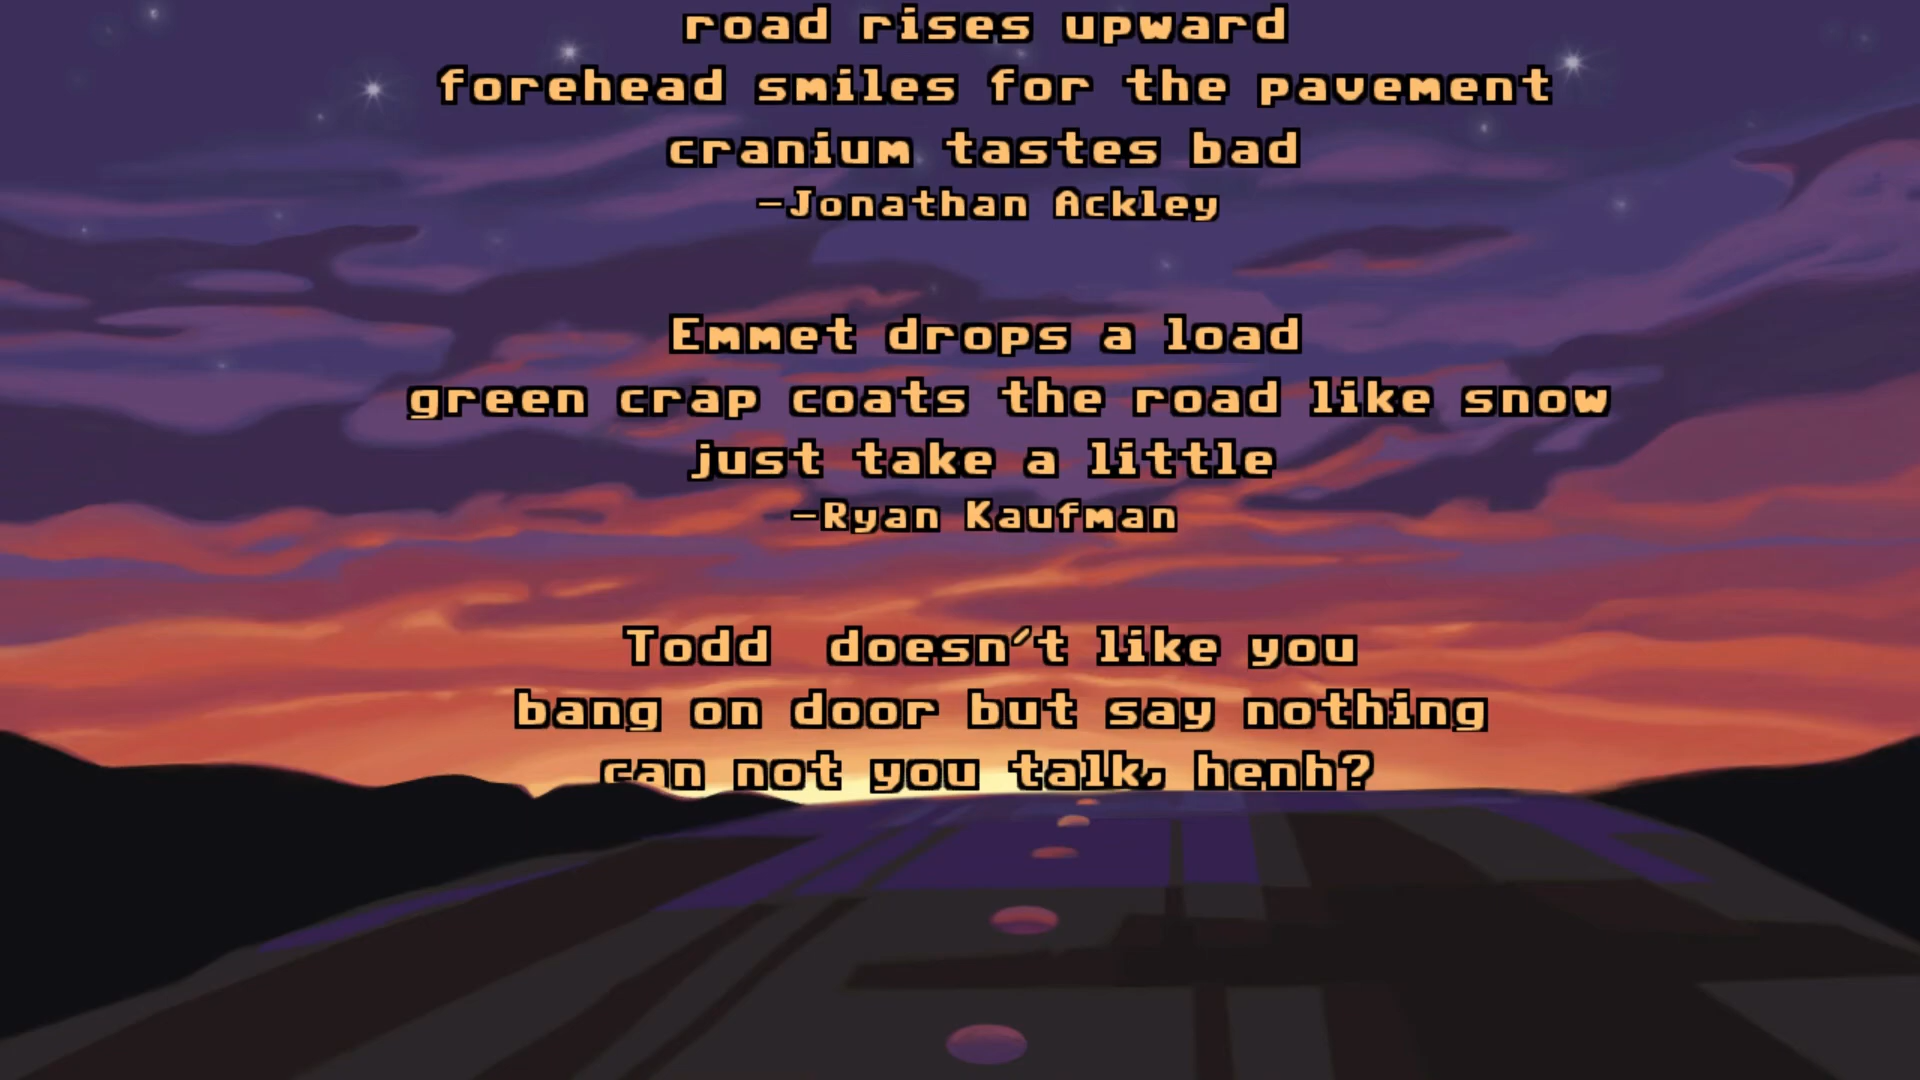 road rises upward
forehead smiles for the pavement
cranium tastes bad
-Jonathan Ackley
Emmet drops a load
green crap coats the road like snow
just take a little
-Ryan Kaufman
Todd  doesn't like you
bang on door but say nothing
can not you talk, henh?